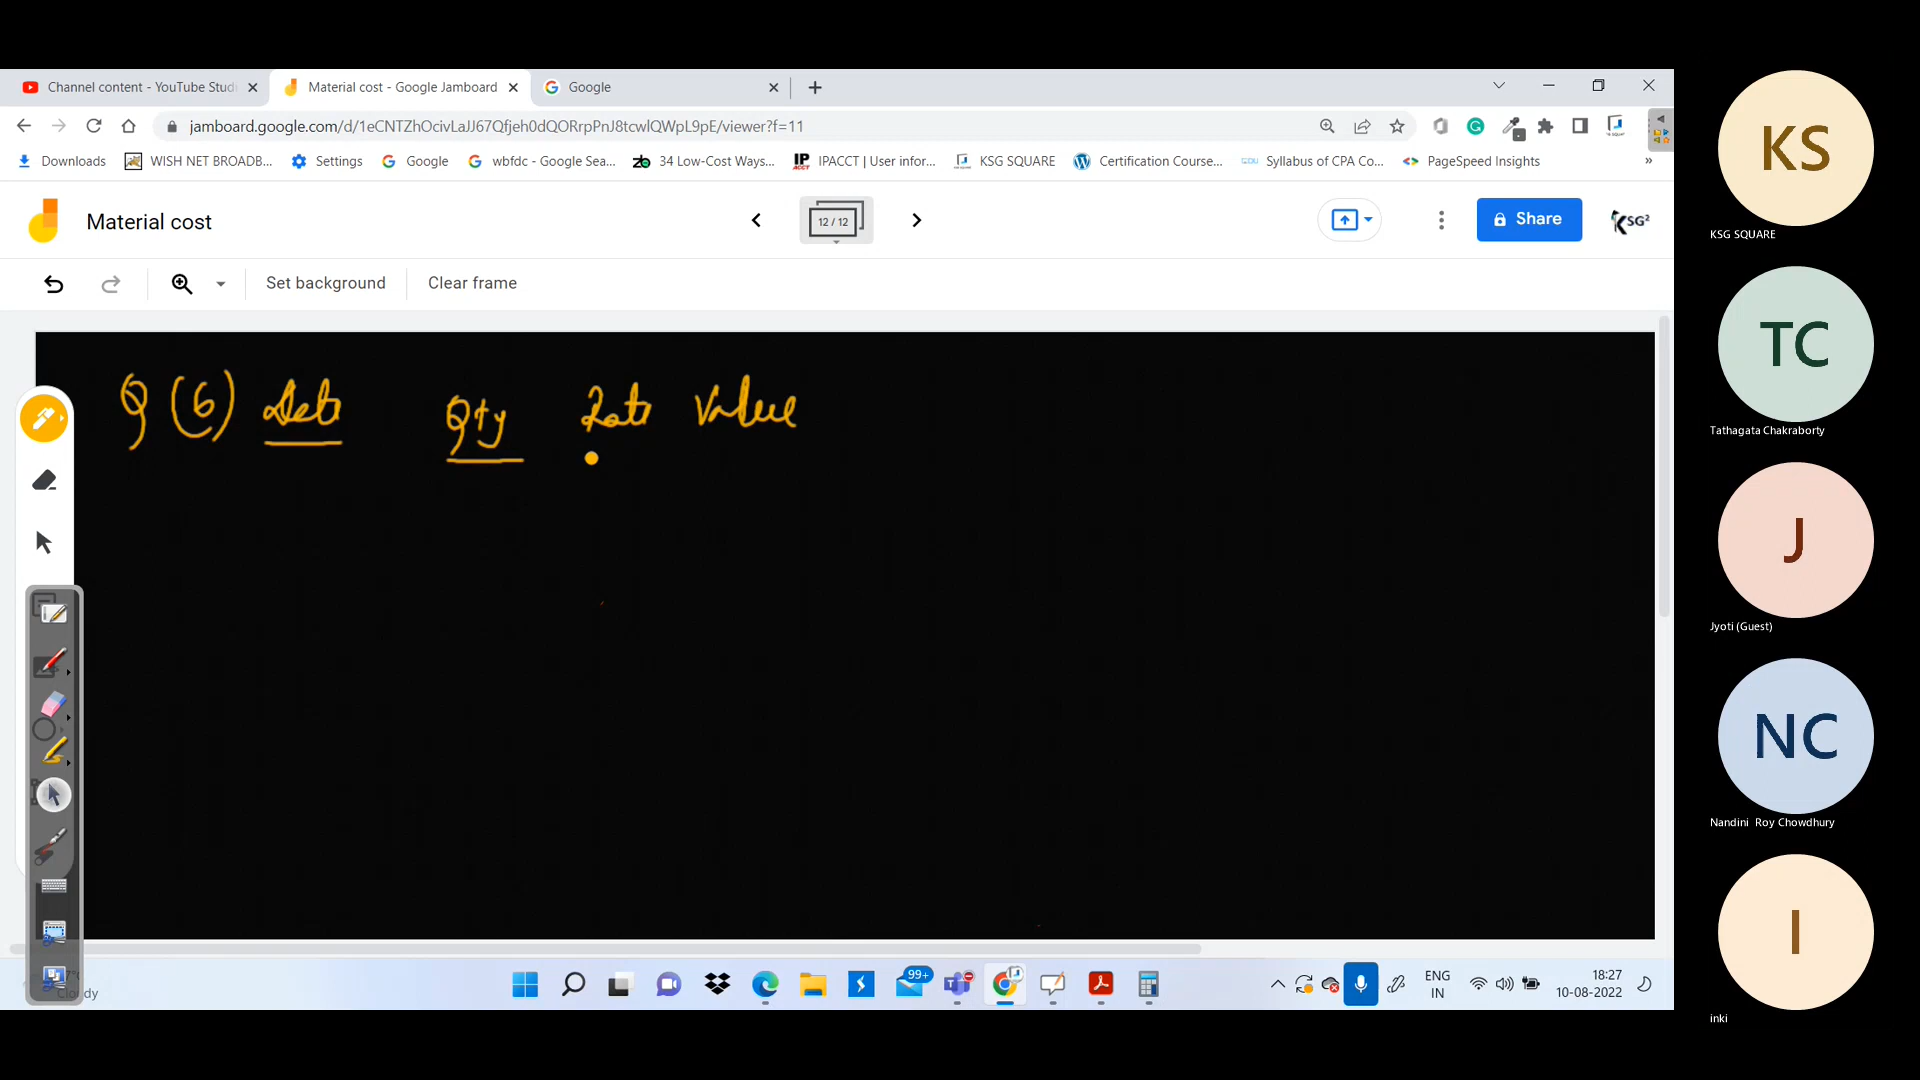 Channel content - YouTube Stud
Material cost - Google Jamboard
Google
jamboard.google.com/d/1eCNTZhOcivLaJJ67Qfjeh0dQORrpPnJ8tcwlQWpL9pE/viewer?f=11
Downloads
WISH NET BROADB...
Settings
Google
wbfdc - Google Sea...
34 Low-Cost Ways...
IPACCT | User infor...
KSG SQUARE
Certification Course...
Syllabus of CPA Co...
PageSpeed Insights
»
Material cost
12 / 12
Share
KSG²
Set background
Clear frame
Q (6) Date Qty Rate Value
99+
ENG
IN
18:27
10-08-2022
KS
KSG SQUARE
TC
Tathagata Chakraborty
J
Jyoti (Guest)
NC
Nandini Roy Chowdhury
I
inki